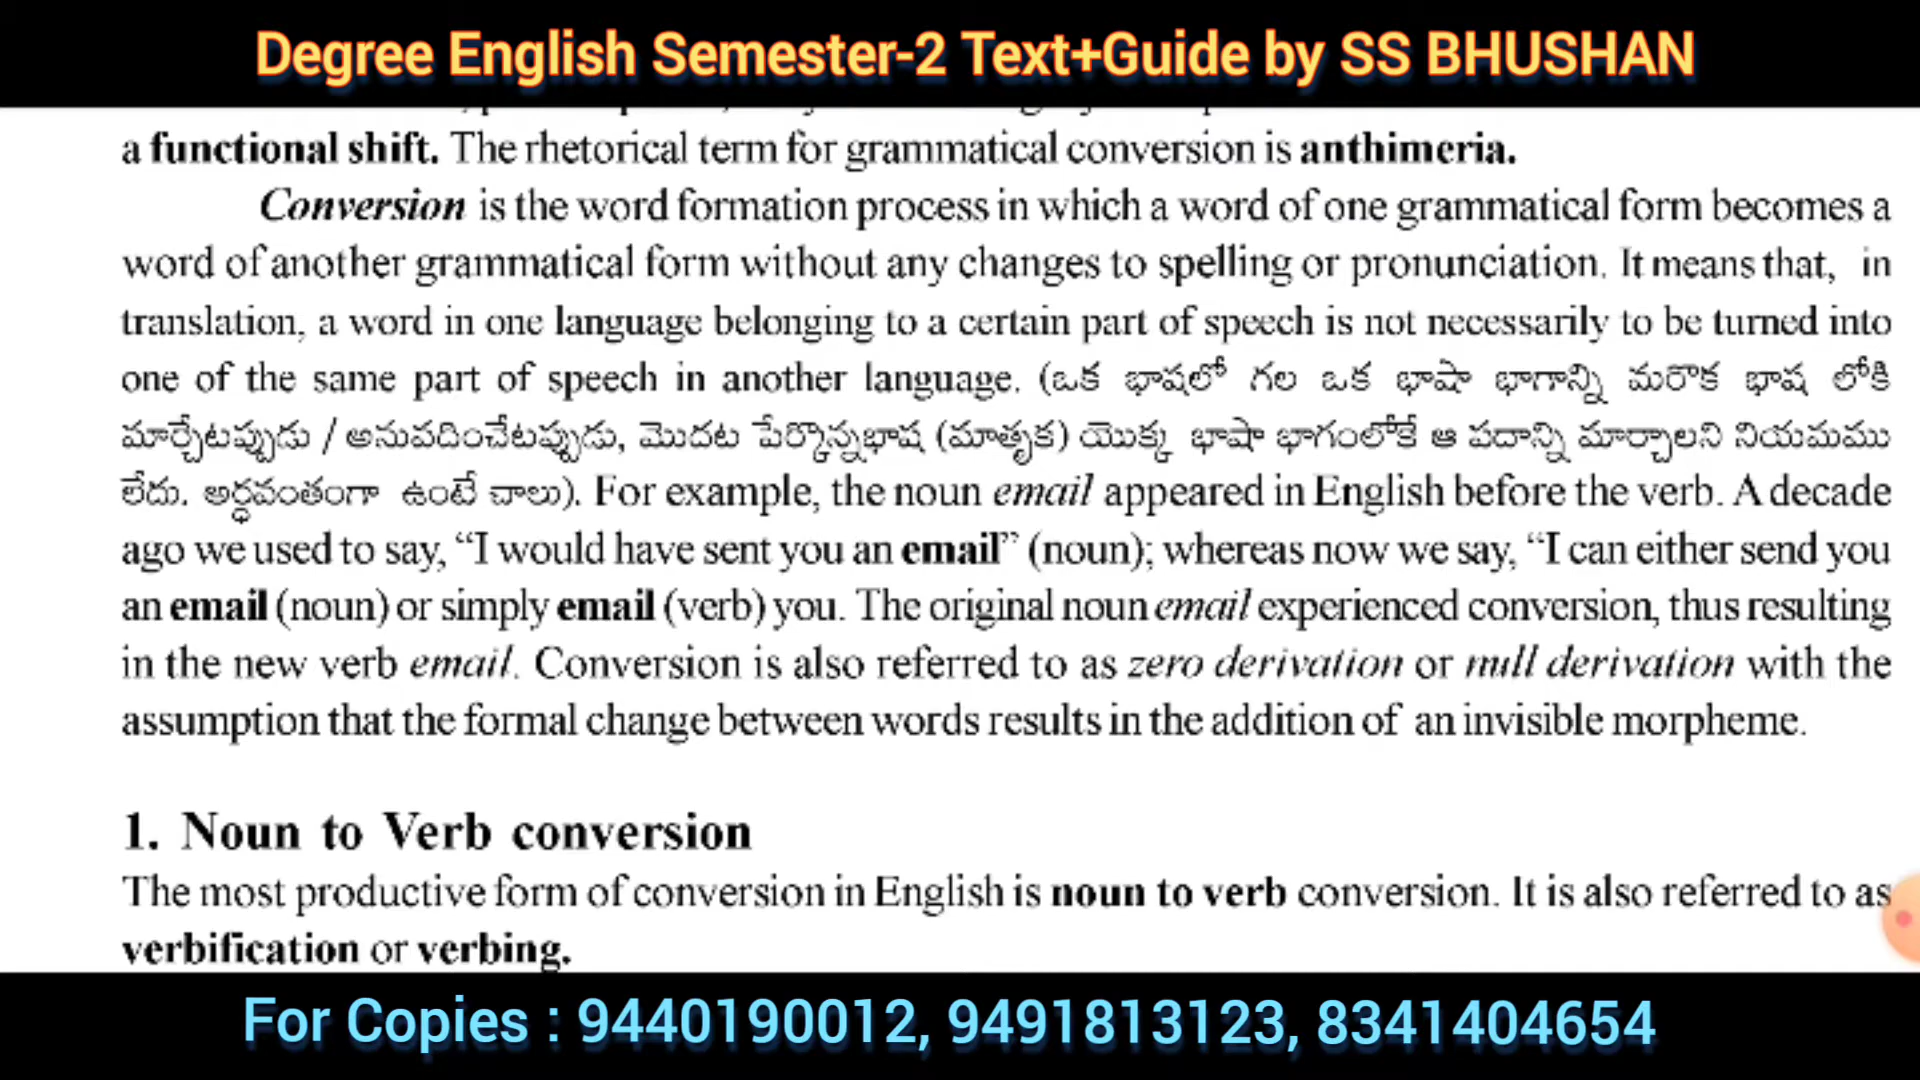 Degree English Semester-2 Text+Guide by SS BHUSHAN
a functional shift. The rhetorical term for grammatical conversion is anthimeria.
Conversion is the word formation process in which a word of one grammatical form becomes a
word of another grammatical form without any changes to spelling or pronunciation. It means that, in
translation, a word in one language belonging to a certain part of speech is not necessarily to be turned into
one of the same part of speech in another language. (ఒక భాషలో గల ఒక భాషా భాగాన్ని మరొక భాష లోకి
మార్చేటప్పుడు / అనువదించేటప్పుడు, మొదట పేర్కొన్నభాష (మాతృక) యొక్క భాషా భాగంలోకే ఆ పదాన్ని మార్చాలని నియమము
లేదు. అర్ధవంతంగా ఉంటే చాలు). For example, the noun email appeared in English before the verb. A decade
ago we used to say, “I would have sent you an email” (noun); whereas now we say, “I can either send you
an email (noun) or simply email (verb) you. The original noun email experienced conversion, thus resulting
in the new verb email. Conversion is also referred to as zero derivation or null derivation with the
assumption that the formal change between words results in the addition of an invisible morpheme.
1. Noun to Verb conversion
The most productive form of conversion in English is noun to verb conversion. It is also referred to as
verbification or verbing.
For Copies : 9440190012, 9491813123, 8341404654